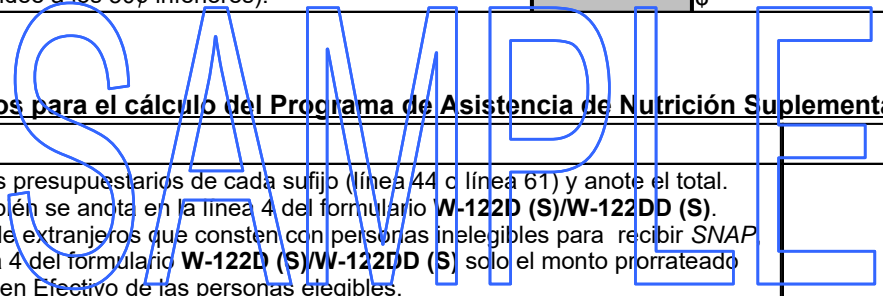 a los 50¢ inferiores). $
os para el cálculo del Programa de Asistencia de Nutrición Suplementa
s presupuestarios de cada sufijo (línea 44 o línea 61) y anote el total.
bién se anota en la línea 4 del formulario W-122D (S)/W-122DD (S).
de extranjeros que consten con personas inelegibles para recibir SNAP,
4 del formulario W-122D (S)/W-122DD (S) solo el monto prorrateado
en Efectivo de las personas elegibles.
SAMPLE